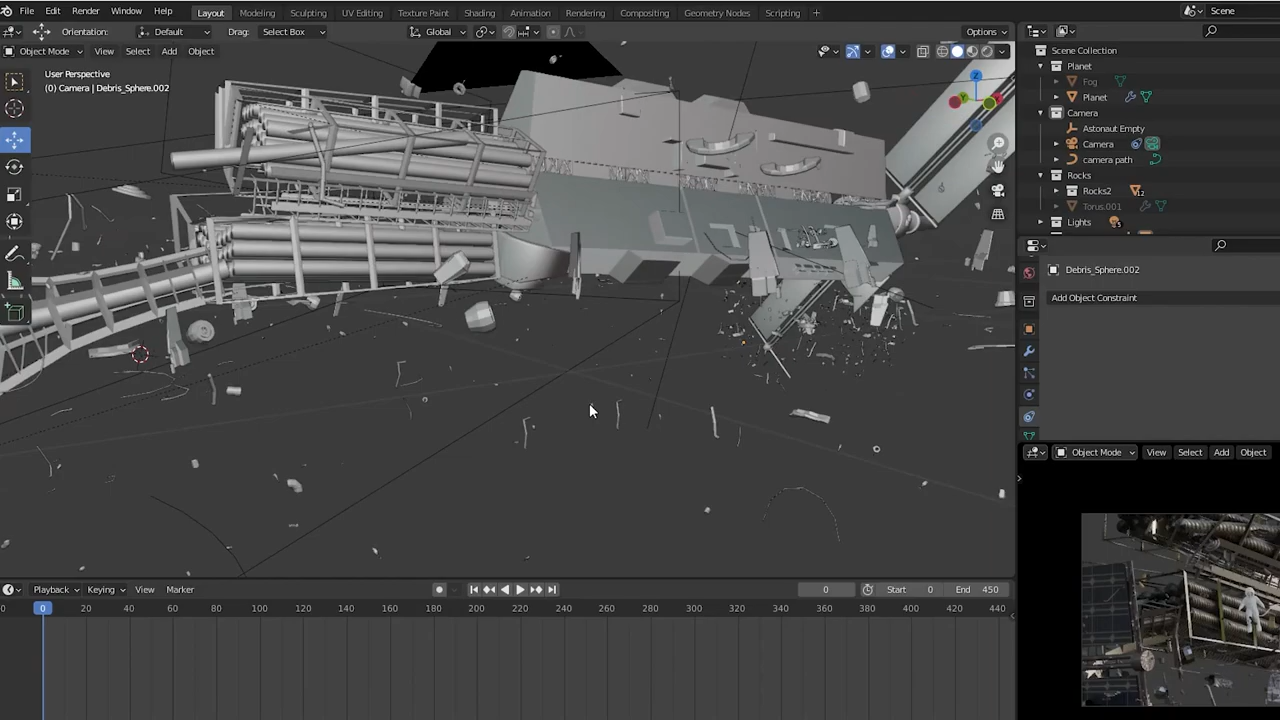 File Edit Render Window Help Layout Modeling Sculpting UV Editing Texture Paint Shading Animation Rendering Compositing Geometry Nodes Scripting + Scene
Orientation: Default Drag: Select Box Global Options
Object Mode View Select Add Object
User Perspective
(0) Camera | Debris_Sphere.002
Z
Y
Scene Collection
Planet
Fog
Planet
Camera
Astonaut Empty
Camera
camera path
Rocks
Rocks2 12
Torus.001
Lights 5
Debris_Sphere.002
Add Object Constraint
Object Mode View Select Add Object
Playback Keying View Marker 0 Start 0 End 450
0 0 20 40 60 80 100 120 140 160 180 200 220 240 260 280 300 320 340 360 380 400 420 440